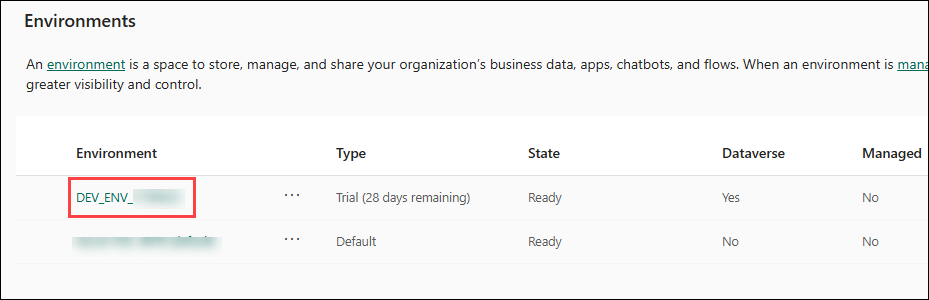 Environments
An environment is a space to store, manage, and share your organization's business data, apps, chatbots, and flows. When an environment is mana
greater visibility and control.
Environment Type State Dataverse Managed
DEV_ENV_ ... Trial (28 days remaining) Ready Yes No
... Default Ready No No